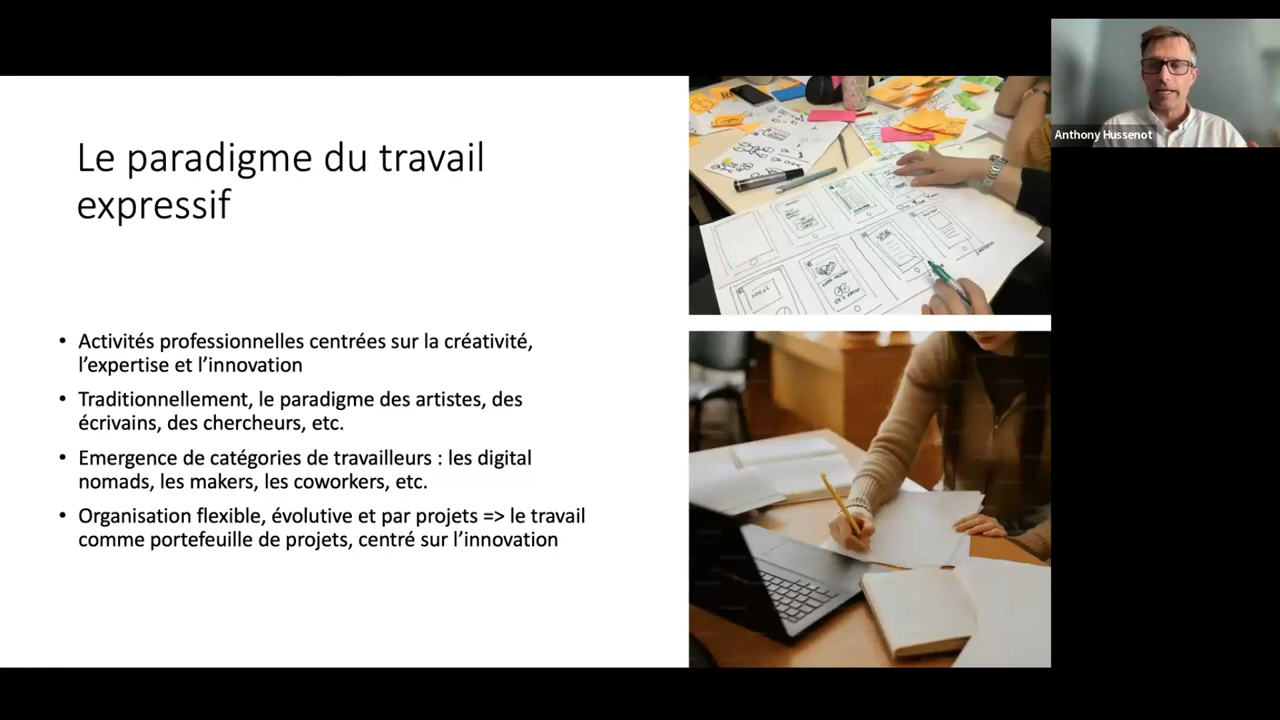 Le paradigme du travail
expressif
• Activités professionnelles centrées sur la créativité,
l’expertise et l’innovation
• Traditionnellement, le paradigme des artistes, des
écrivains, des chercheurs, etc.
• Emergence de catégories de travailleurs : les digital
nomads, les makers, les coworkers, etc.
• Organisation flexible, évolutive et par projets => le travail
comme portefeuille de projets, centré sur l’innovation
Anthony Hussenot